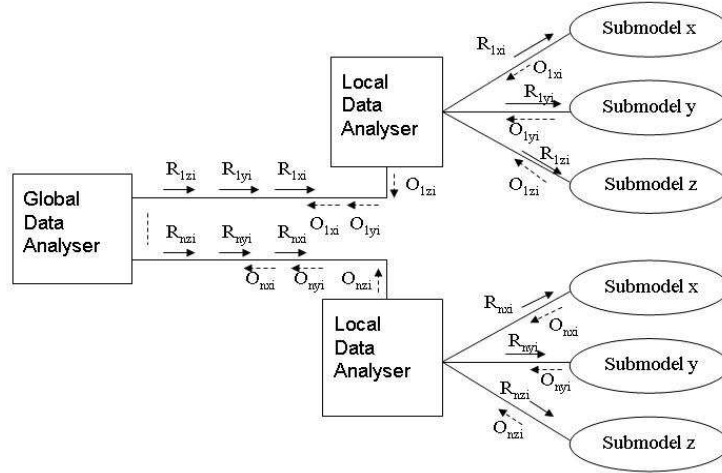 Submodel x
R1xi
O1xi
Local
Data
Analyser
R1yi
Submodel y
O1yi
R1zi
O1zi
Submodel z
R1zi R1yi R1xi
O1zi
Global
Data
Analyser
O1xi O1yi
Rnzi Rnyi Rnxi
Onxi Onyi Onzi
Submodel x
Rnxi
Onxi
Local
Data
Analyser
Rnyi
Submodel y
Onyi
Rnzi
Onzi
Submodel z